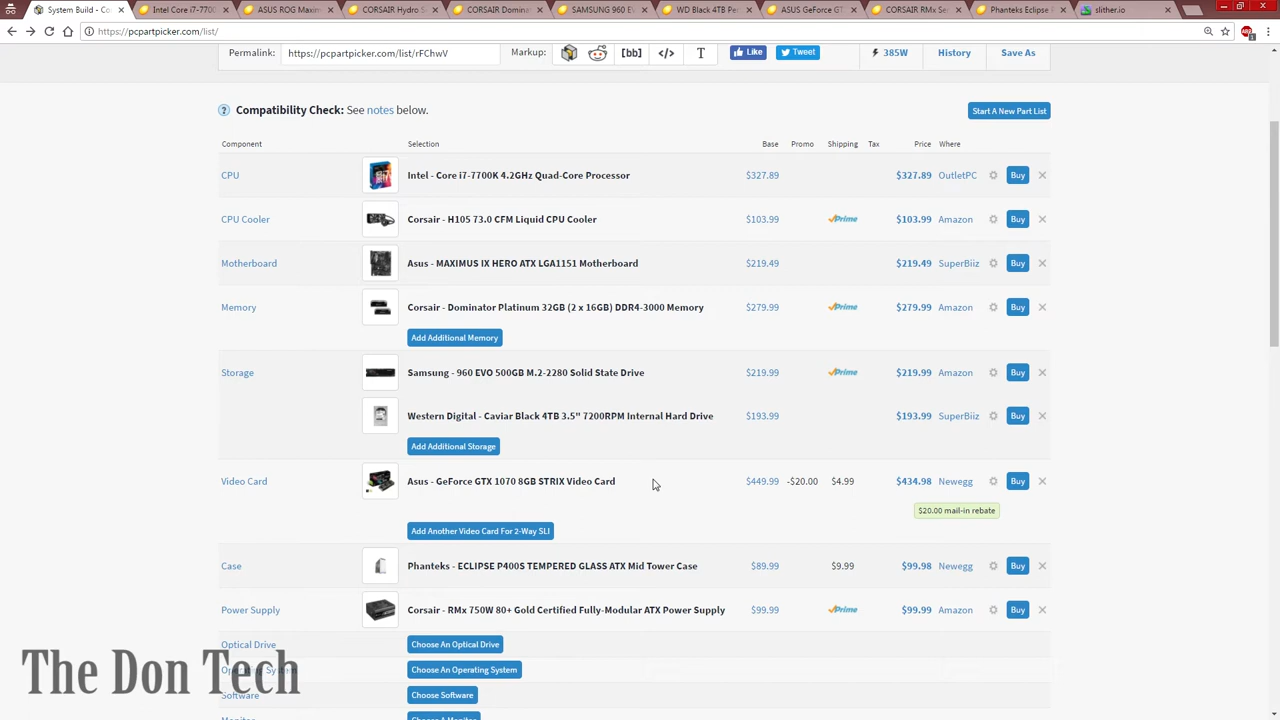 System Build - Co
Intel Core i7-7700
ASUS ROG Maxim
CORSAIR Hydro S
CORSAIR Domina
SAMSUNG 960 EV
WD Black 4TB Pe
ASUS GeForce GT
CORSAIR RMx Se
Phanteks Eclipse P
slither.io
https://pcpartpicker.com/list/
Permalink:
https://pcpartpicker.com/list/rFChwV
Markup:
[bb]
</>
T
Like
Tweet
385W
History
Save As
Compatibility Check: See notes below.
Start A New Part List
Component Selection Base Promo Shipping Tax Price Where
CPU Intel - Core i7-7700K 4.2GHz Quad-Core Processor $327.89 $327.89 OutletPC Buy
CPU Cooler Corsair - H105 73.0 CFM Liquid CPU Cooler $103.99 Prime $103.99 Amazon Buy
Motherboard Asus - MAXIMUS IX HERO ATX LGA1151 Motherboard $219.49 $219.49 SuperBiiz Buy
Memory Corsair - Dominator Platinum 32GB (2 x 16GB) DDR4-3000 Memory $279.99 Prime $279.99 Amazon Buy
Add Additional Memory
Storage Samsung - 960 EVO 500GB M.2-2280 Solid State Drive $219.99 Prime $219.99 Amazon Buy
Western Digital - Caviar Black 4TB 3.5" 7200RPM Internal Hard Drive $193.99 $193.99 SuperBiiz Buy
Add Additional Storage
Video Card Asus - GeForce GTX 1070 8GB STRIX Video Card $449.99 -$20.00 $4.99 $434.98 Newegg Buy
$20.00 mail-in rebate
Add Another Video Card For 2-Way SLI
Case Phanteks - ECLIPSE P400S TEMPERED GLASS ATX Mid Tower Case $89.99 $9.99 $99.98 Newegg Buy
Power Supply Corsair - RMx 750W 80+ Gold Certified Fully-Modular ATX Power Supply $99.99 Prime $99.99 Amazon Buy
Optical Drive Choose An Optical Drive
Operating System Choose An Operating System
Software Choose Software
Monitor Choose A Monitor
The Don Tech